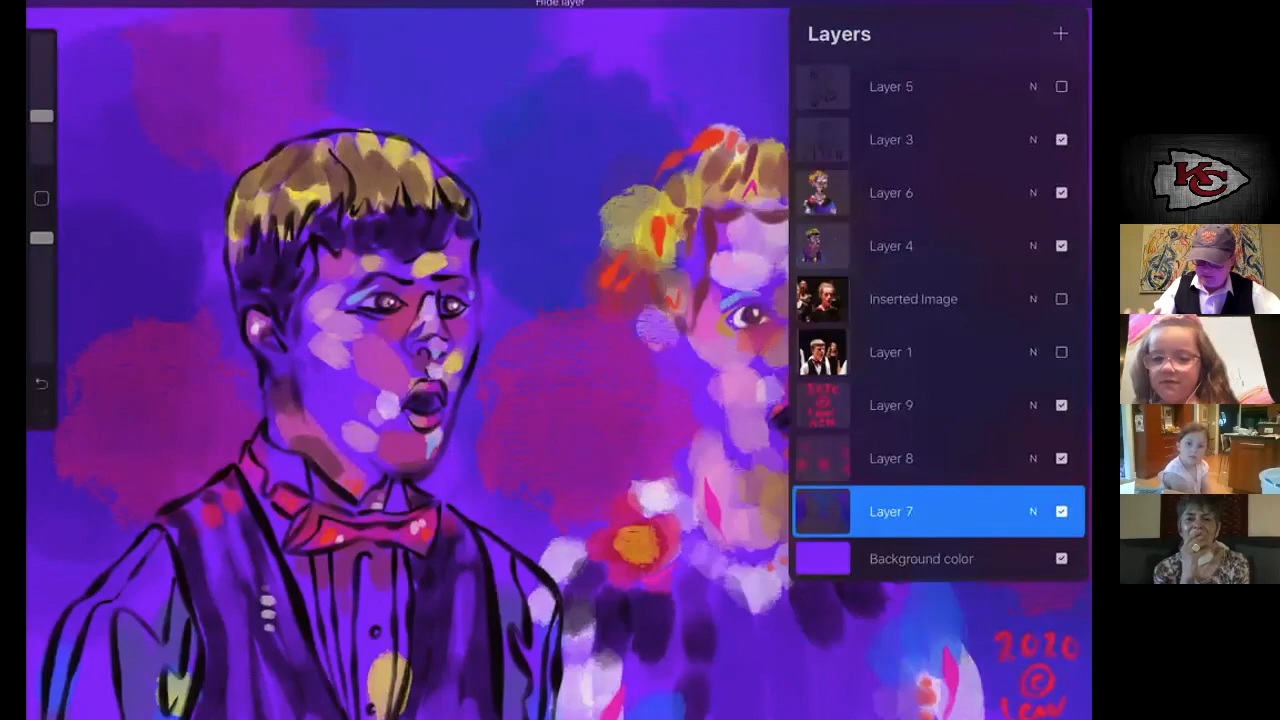 Hide layer
Layers
Layer 5 N
Layer 3 N
Layer 6 N
Layer 4 N
Inserted Image N
Layer 1 N
Layer 9 N
Layer 8 N
Layer 7 N
Background color
KC
2020
©
LEAW